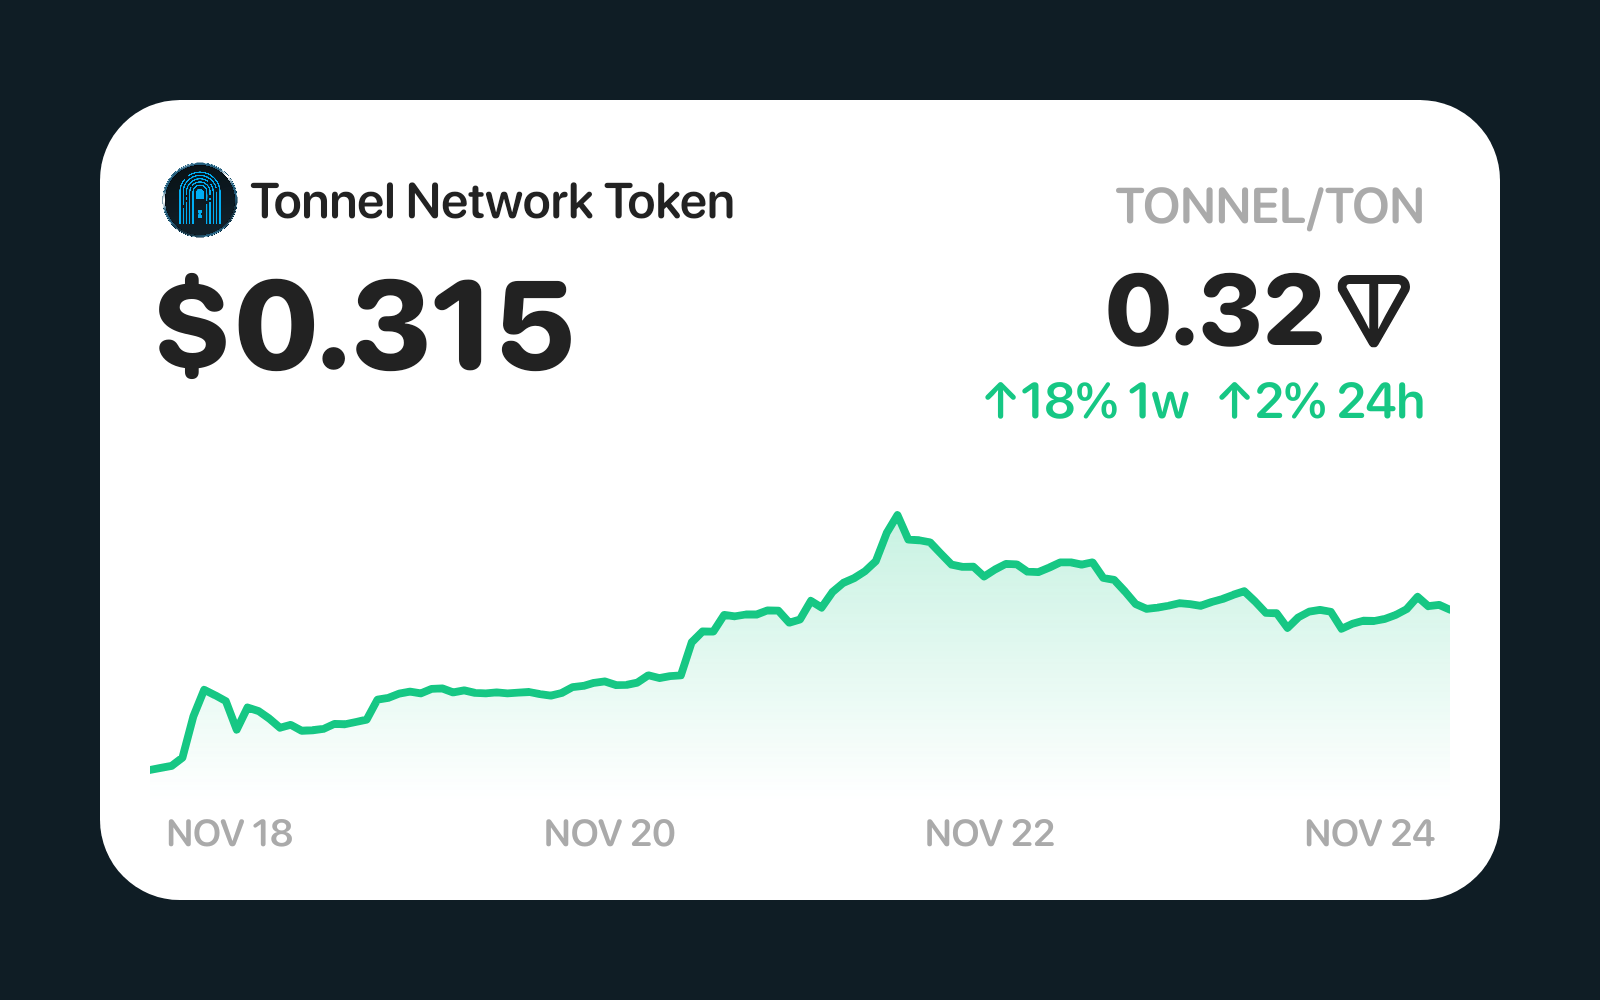 Tonnel Network Token
TONNEL/TON
$0.315
0.32
↑18% 1w ↑2% 24h
NOV 18
NOV 20
NOV 22
NOV 24